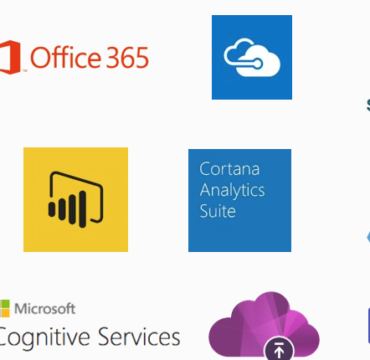 Office 365
Cortana
Analytics
Suite
Microsoft
Cognitive Services